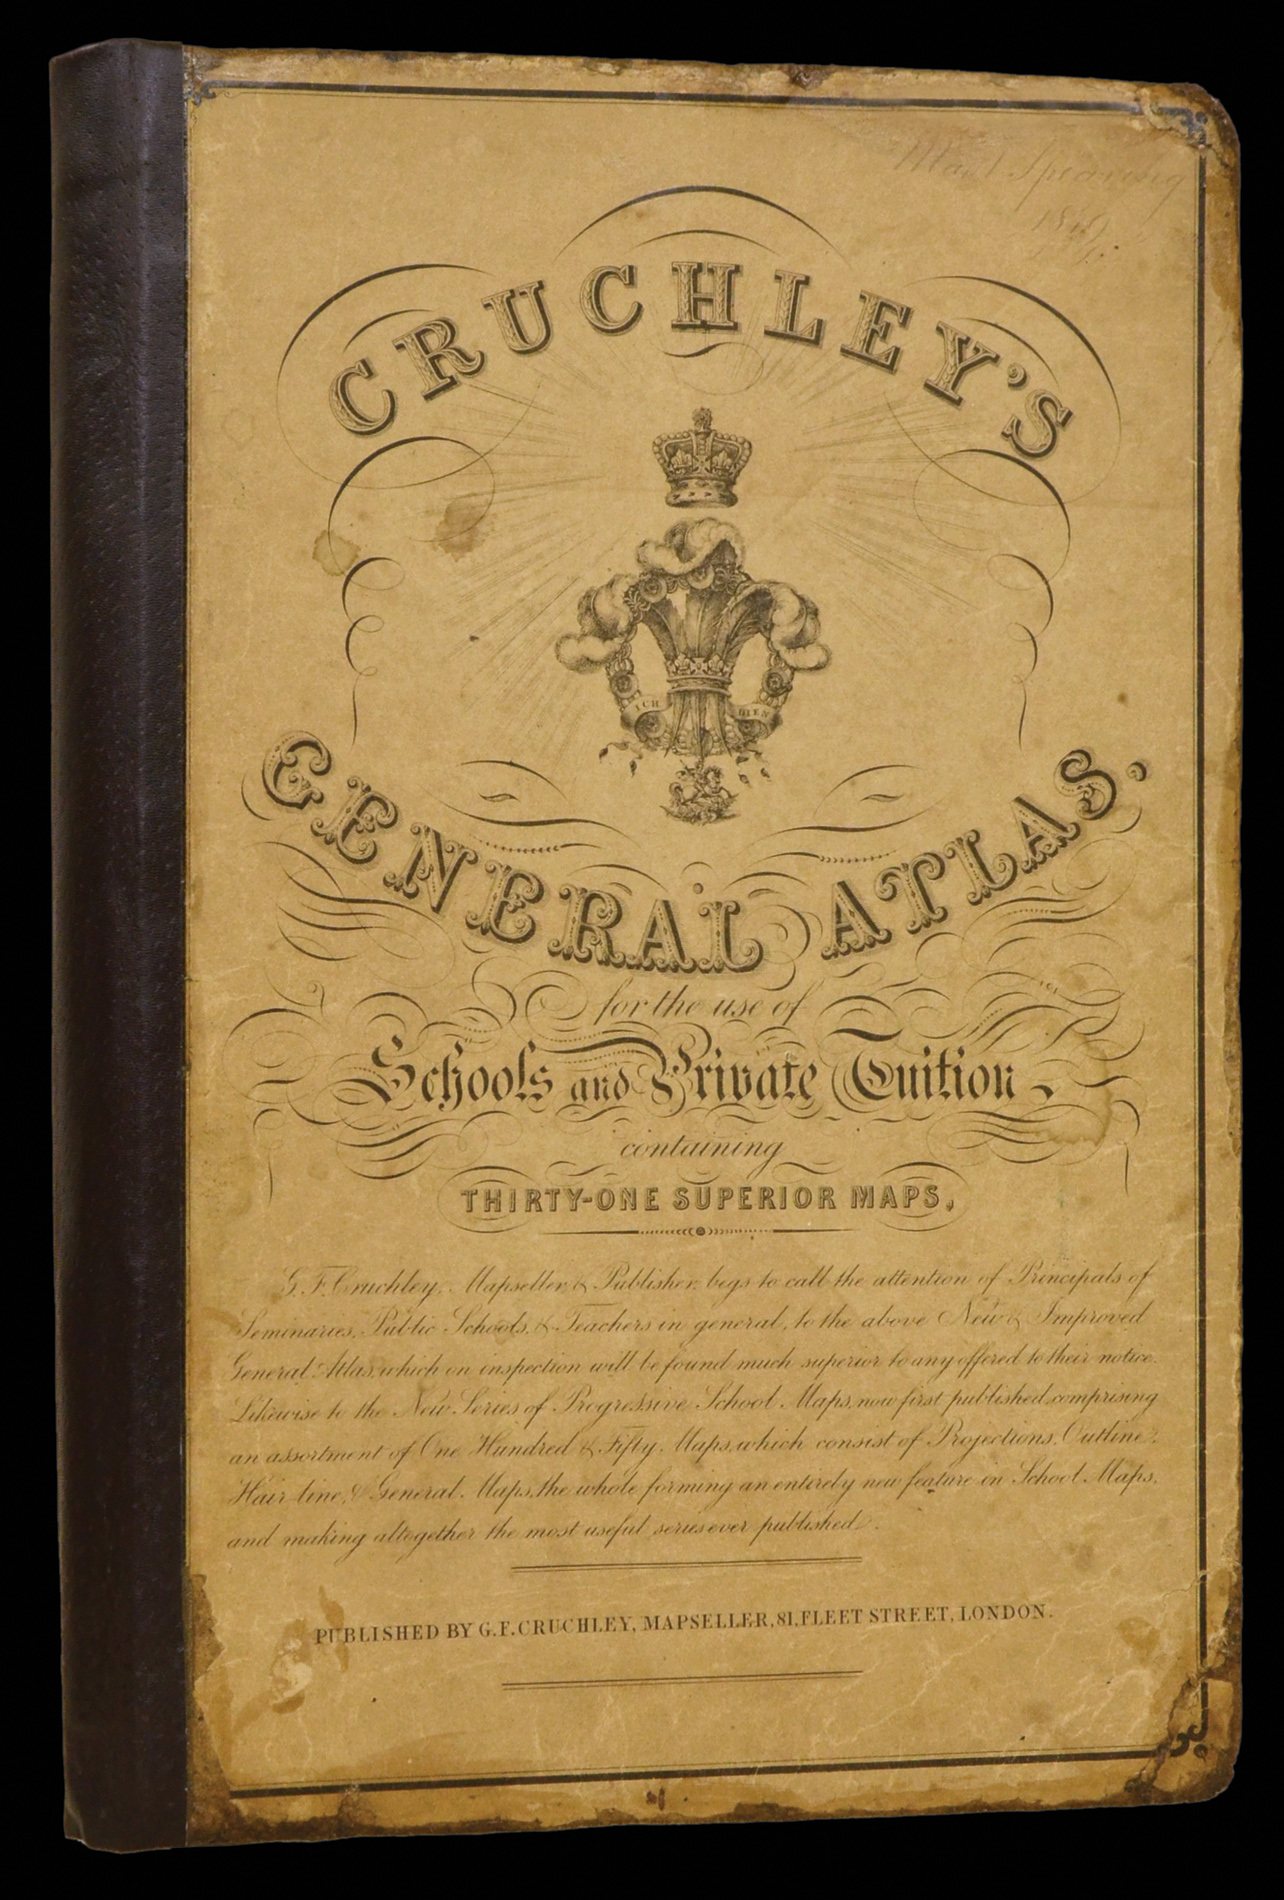 Spearing
CRUCHLEY'S
ICH DIEN
GENERAL ATLAS.
for the use of
Schools and Private Tuition,
containing
THIRTY-ONE SUPERIOR MAPS,
G. F. Cruchley, Mapseller, & Publisher, begs to call the attention of Principals of
Seminaries, Public Schools, & Teachers in general, to the above New & Improved
General Atlas, which on inspection will be found much superior to any offered to their notice.
Likewise to the New Series of Progressive School Maps, now first published, comprising
an assortment of One Hundred & Fifty Maps, which consist of Projections, Outline,
Hair line, & General Maps, the whole forming an entirely new feature in School Maps,
and making altogether the most useful series ever published.
PUBLISHED BY G. F. CRUCHLEY, MAPSELLER, 81, FLEET STREET, LONDON.